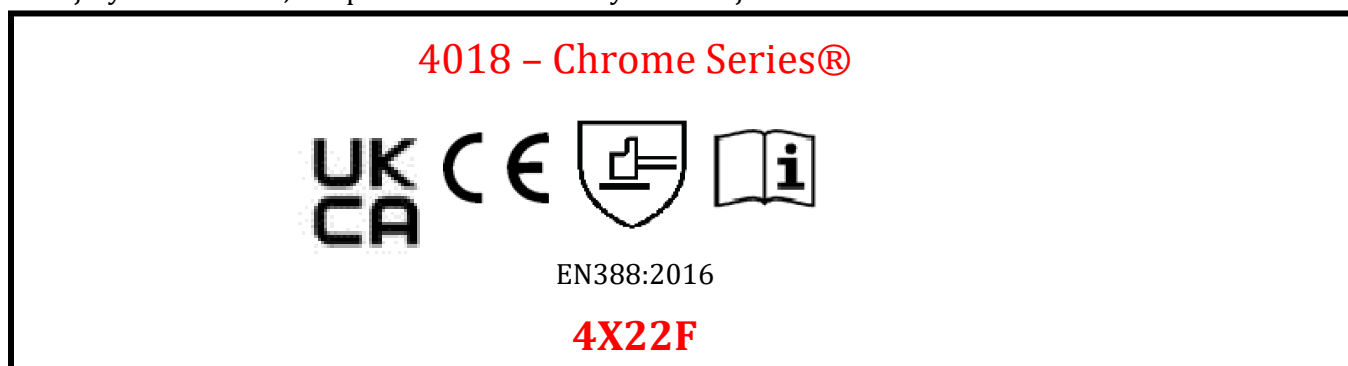 4018 – Chrome Series®
UK CE i
CA
EN388:2016
4X22F